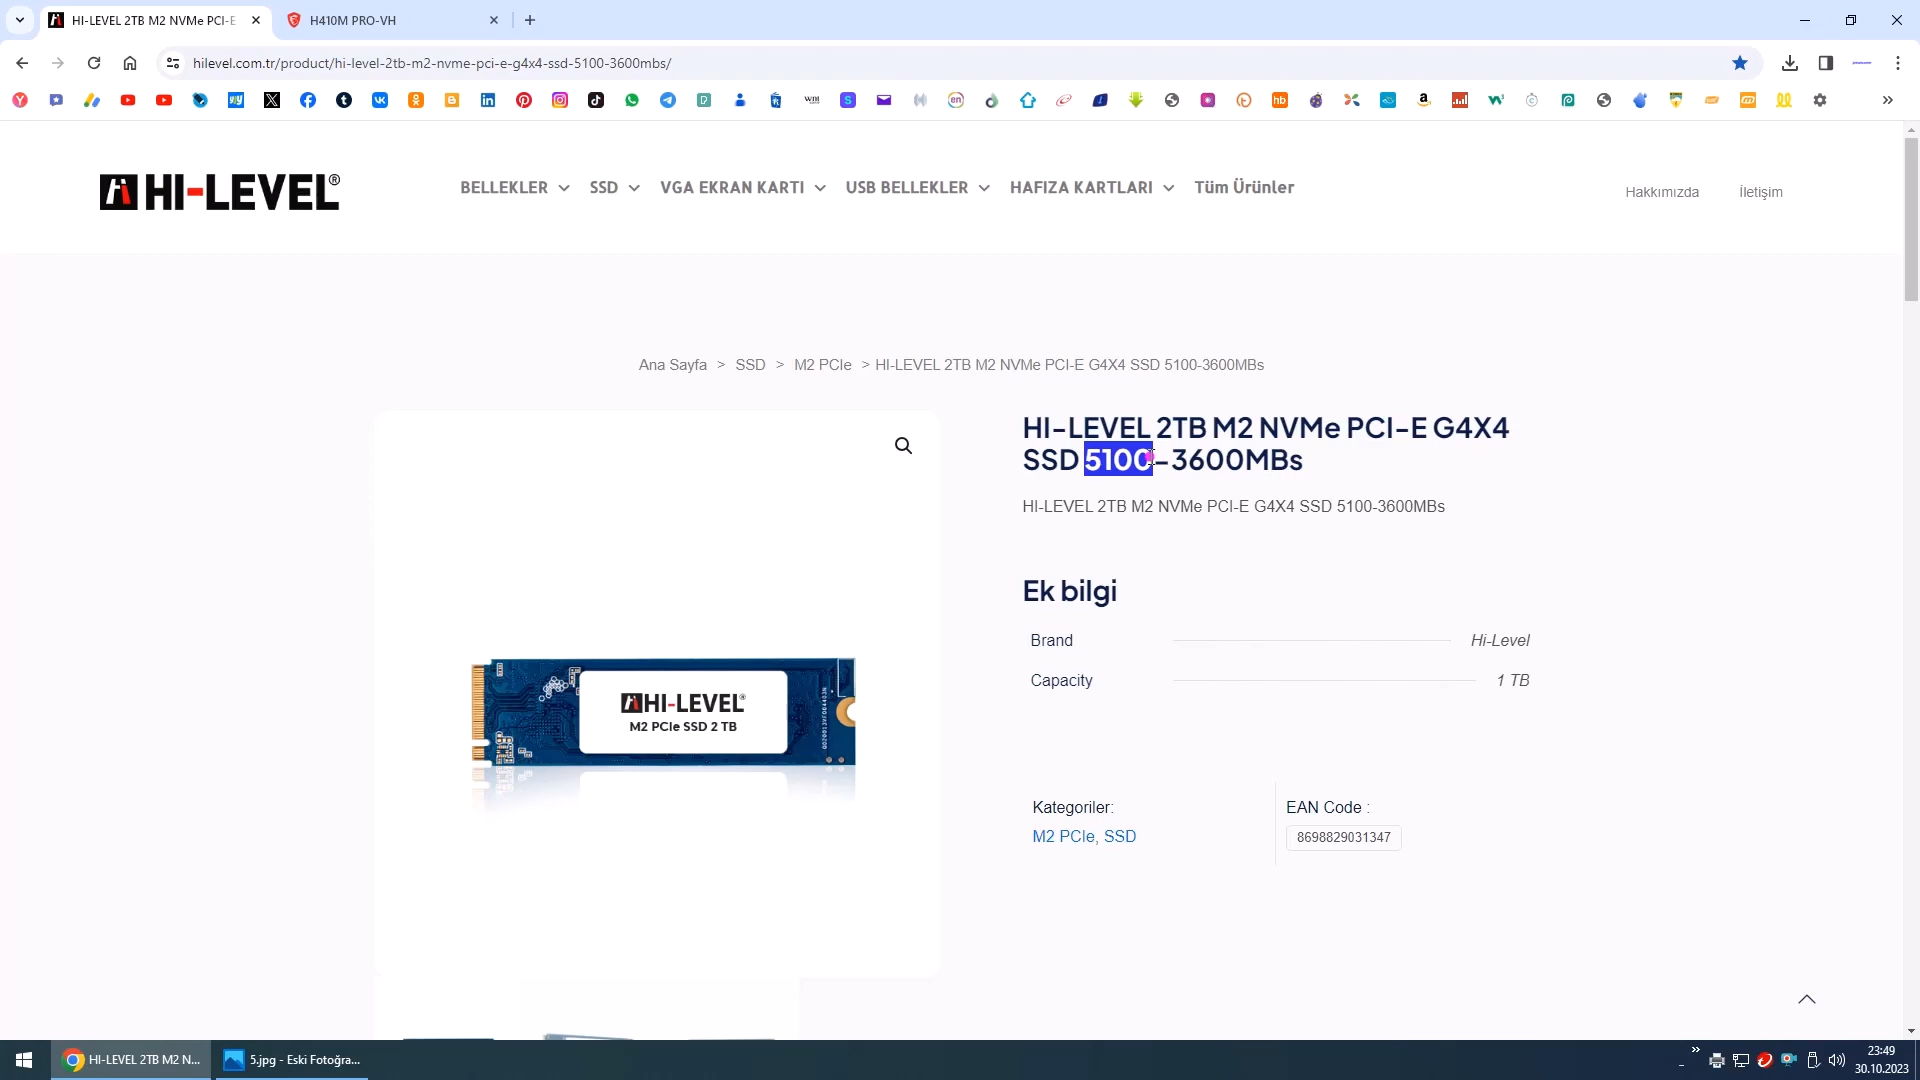 HI-LEVEL 2TB M2 NVMe PCI-E
H410M PRO-VH
hilevel.com.tr/product/hi-level-2tb-m2-nvme-pci-e-g4x4-ssd-5100-3600mbs/
HI-LEVEL®
BELLEKLER
SSD
VGA EKRAN KARTI
USB BELLEKLER
HAFIZA KARTLARI
Tüm Ürünler
Hakkımızda
İletişim
Ana Sayfa > SSD > M2 PCIe > HI-LEVEL 2TB M2 NVMe PCI-E G4X4 SSD 5100-3600MBs
HI-LEVEL 2TB M2 NVMe PCI-E G4X4
SSD 5100-3600MBs
HI-LEVEL 2TB M2 NVMe PCI-E G4X4 SSD 5100-3600MBs
Ek bilgi
Brand Hi-Level
Capacity 1 TB
HI-LEVEL®
M2 PCIe SSD 2 TB
Kategoriler:
M2 PCIe, SSD
EAN Code :
8698829031347
HI-LEVEL 2TB M2 N...
5.jpg - Eski Fotoğra...
23:49
30.10.2023